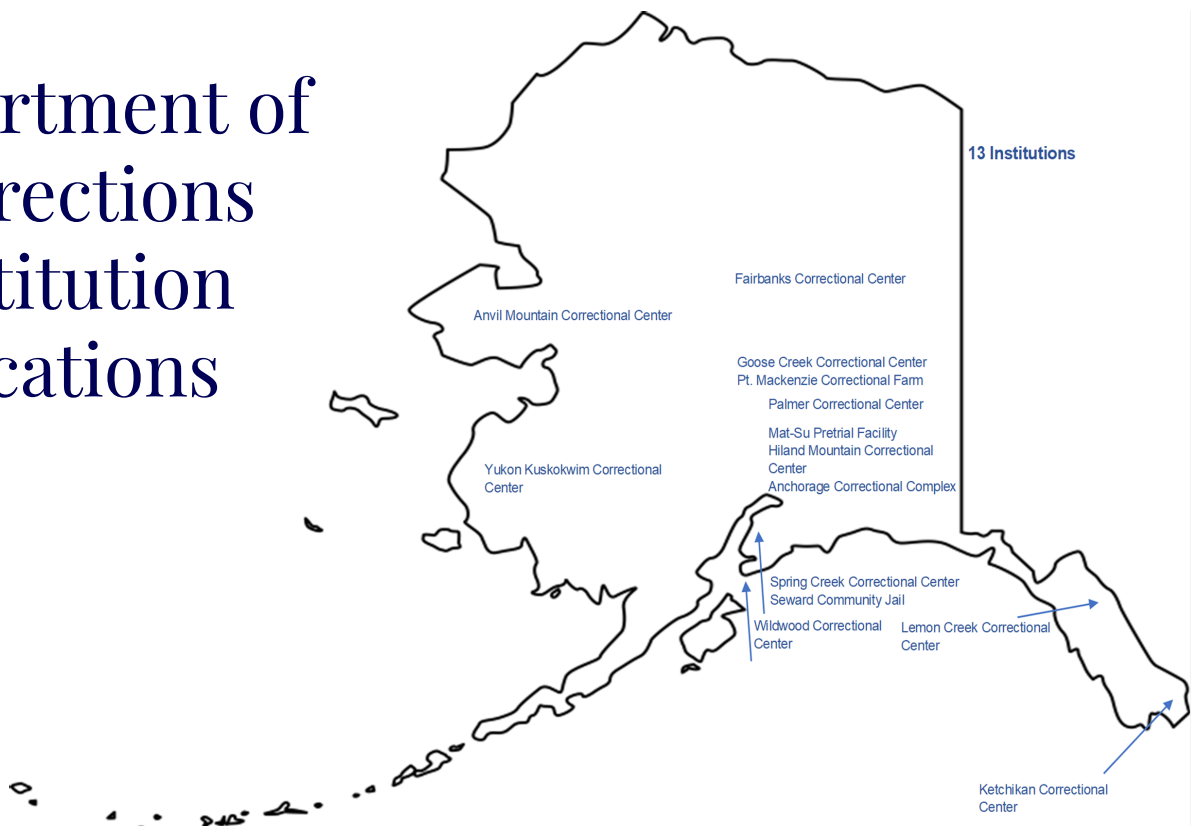 rtment of
rections
titution
cations
13 Institutions
Fairbanks Correctional Center
Anvil Mountain Correctional Center
Goose Creek Correctional Center
Pt. Mackenzie Correctional Farm
Palmer Correctional Center
Mat-Su Pretrial Facility
Hiland Mountain Correctional
Center
Anchorage Correctional Complex
Yukon Kuskokwim Correctional
Center
Spring Creek Correctional Center
Seward Community Jail
Wildwood Correctional
Center
Lemon Creek Correctional
Center
Ketchikan Correctional
Center